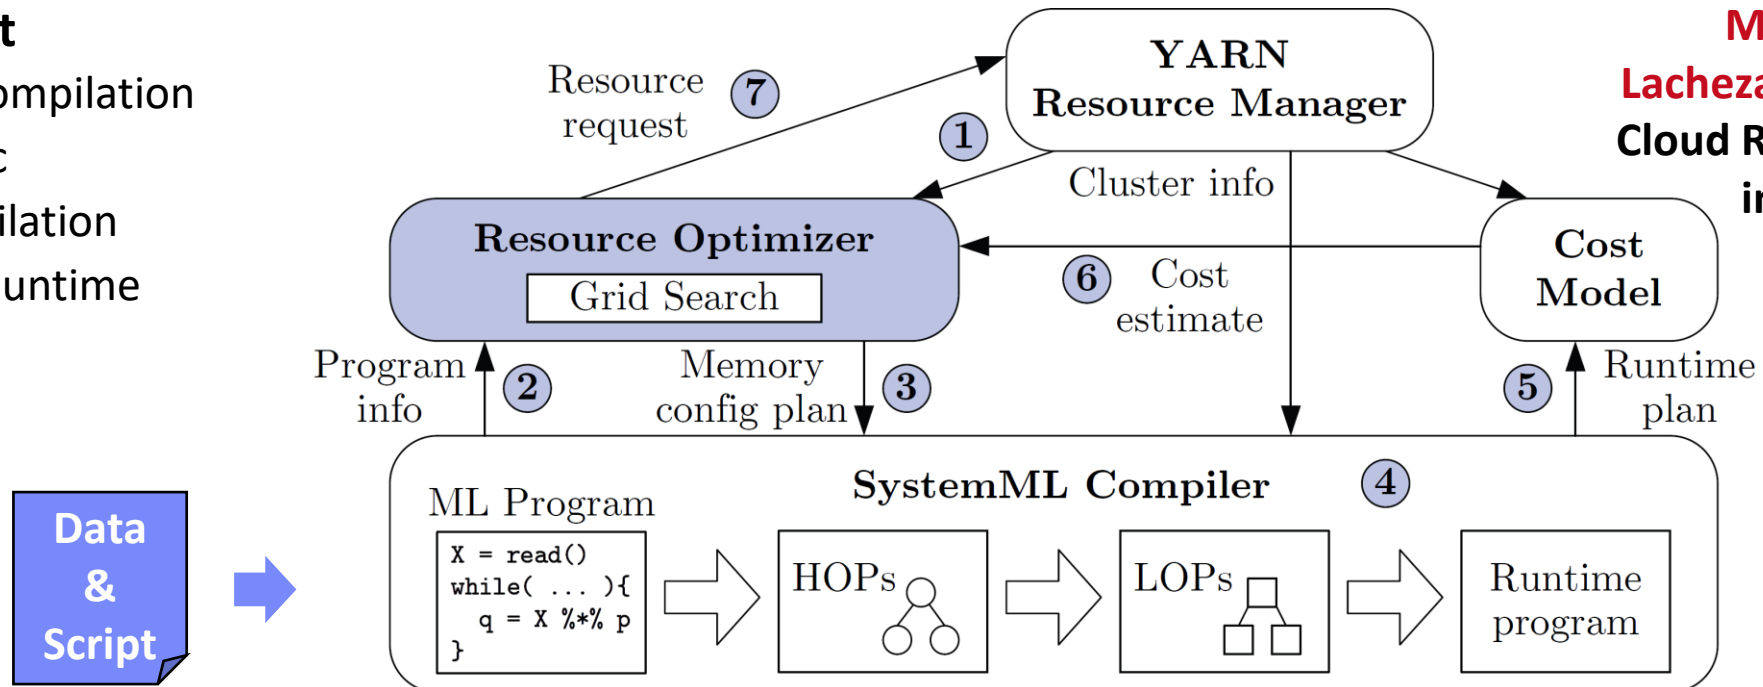 t
ompilation
c
ilation
untime
Data
&
Script
Resource
request
7
YARN
Resource Manager
1
Cluster info
Resource Optimizer
Grid Search
6
Cost
estimate
Cost
Model
Program
info
2
Memory
config plan
3
5
Runtime
plan
SystemML Compiler
4
ML Program
X = read()
while( ... ){
q = X %*% p
}
HOPs
LOPs
Runtime
program
M
Lacheza
Cloud R
in